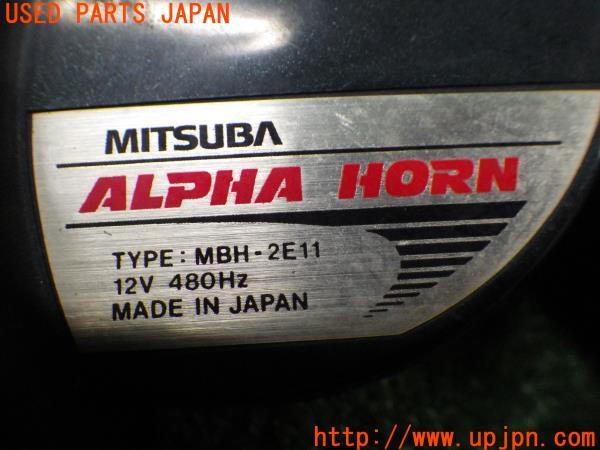 USED PARTS JAPAN
MITSUBA
ALPHA HORN
TYPE: MBH-2E11
12V 480Hz
MADE IN JAPAN
http://www.upjpn.com